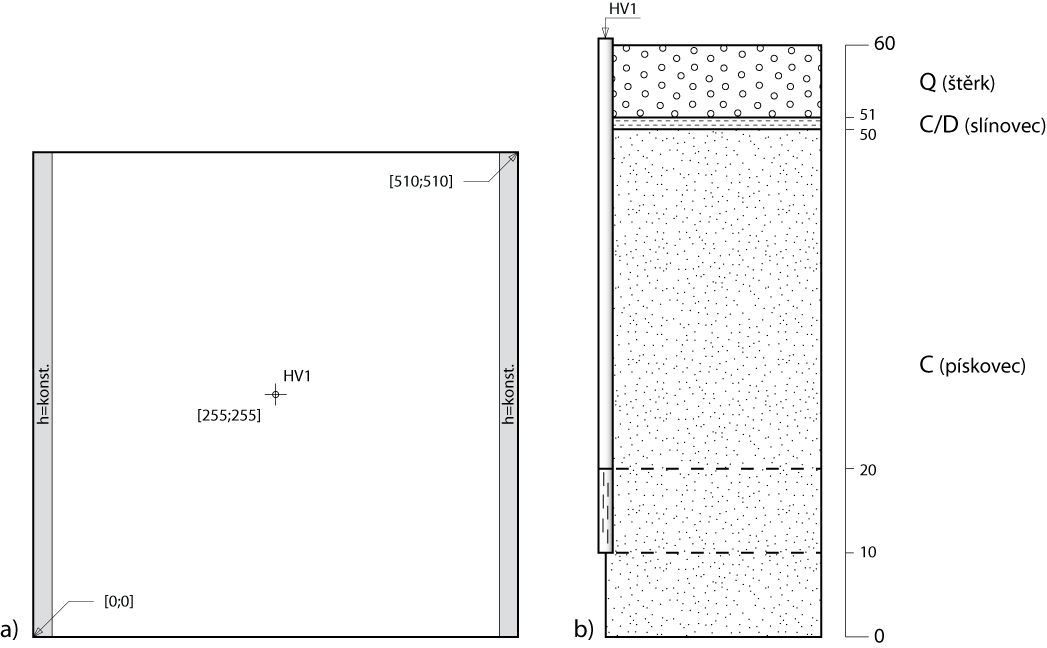 [510;510]
h=konst.
h=konst.
HV1
[255;255]
[0;0]
a)
HV1
60
Q (štěrk)
51
C/D (slínovec)
50
C (pískovec)
20
10
b)
0